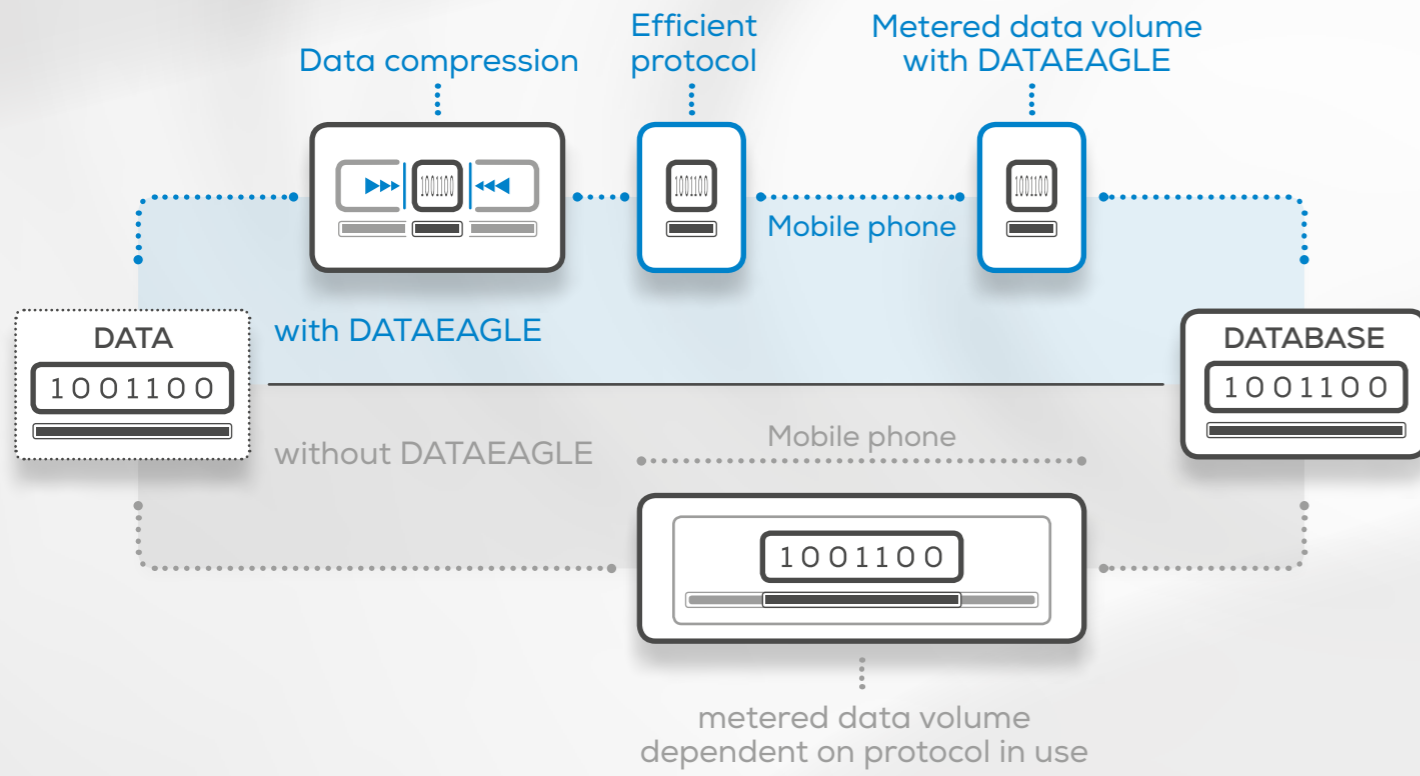 Efficient
protocol
Metered data volume
with DATAEAGLE
Data compression
1001100
1001100
1001100
Mobile phone
with DATAEAGLE
DATA
1001100
DATABASE
1001100
without DATAEAGLE
Mobile phone
1001100
metered data volume
dependent on protocol in use